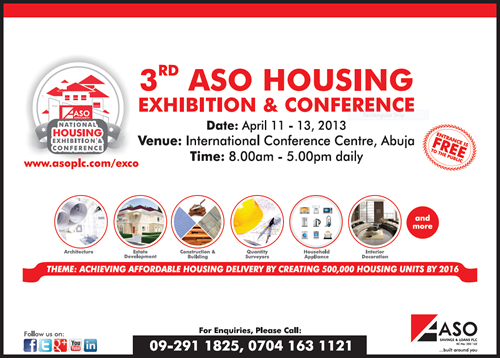 3RD ASO HOUSING
EXHIBITION & CONFERENCE
Date: April 11 - 13, 2013
Venue: International Conference Centre, Abuja
Time: 8.00am - 5.00pm daily
ASO
NATIONAL
HOUSING
EXHIBITION &
CONFERENCE
www.asoplc.com/exco
ENTRANCE IS
FREE
TO THE PUBLIC
Architecture
Estate
Development
Construction &
Building
Quantity
Surveyors
Household
Appliance
Interior
Decoration
and
more
THEME: ACHIEVING AFFORDABLE HOUSING DELIVERY BY CREATING 500,000 HOUSING UNITS BY 2016
Follow us on:
For Enquiries, Please Call:
09-291 1825, 0704 163 1121
ASO
SAVINGS & LOANS PLC
...built around you